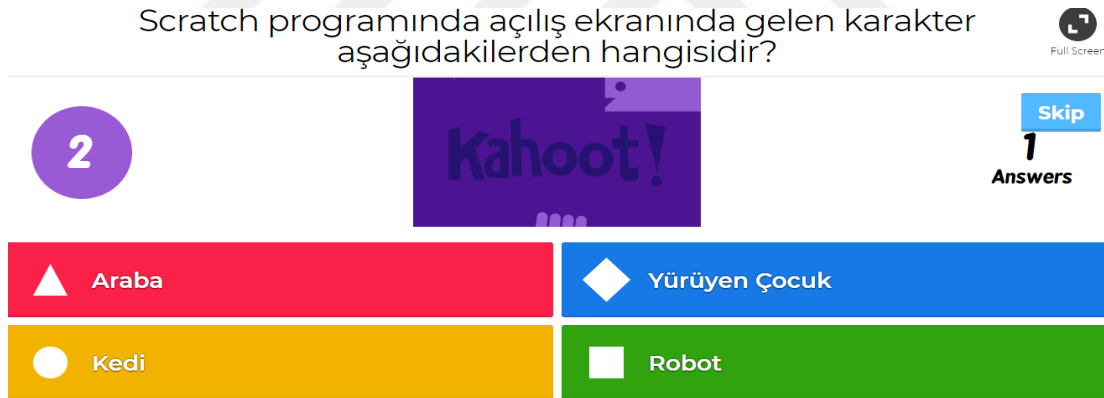 Scratch programında açılış ekranında gelen karakter
aşağıdakilerden hangisidir?
Full Screen
2
Kahoot!
Skip
1
Answers
Araba
Yürüyen Çocuk
Kedi
Robot